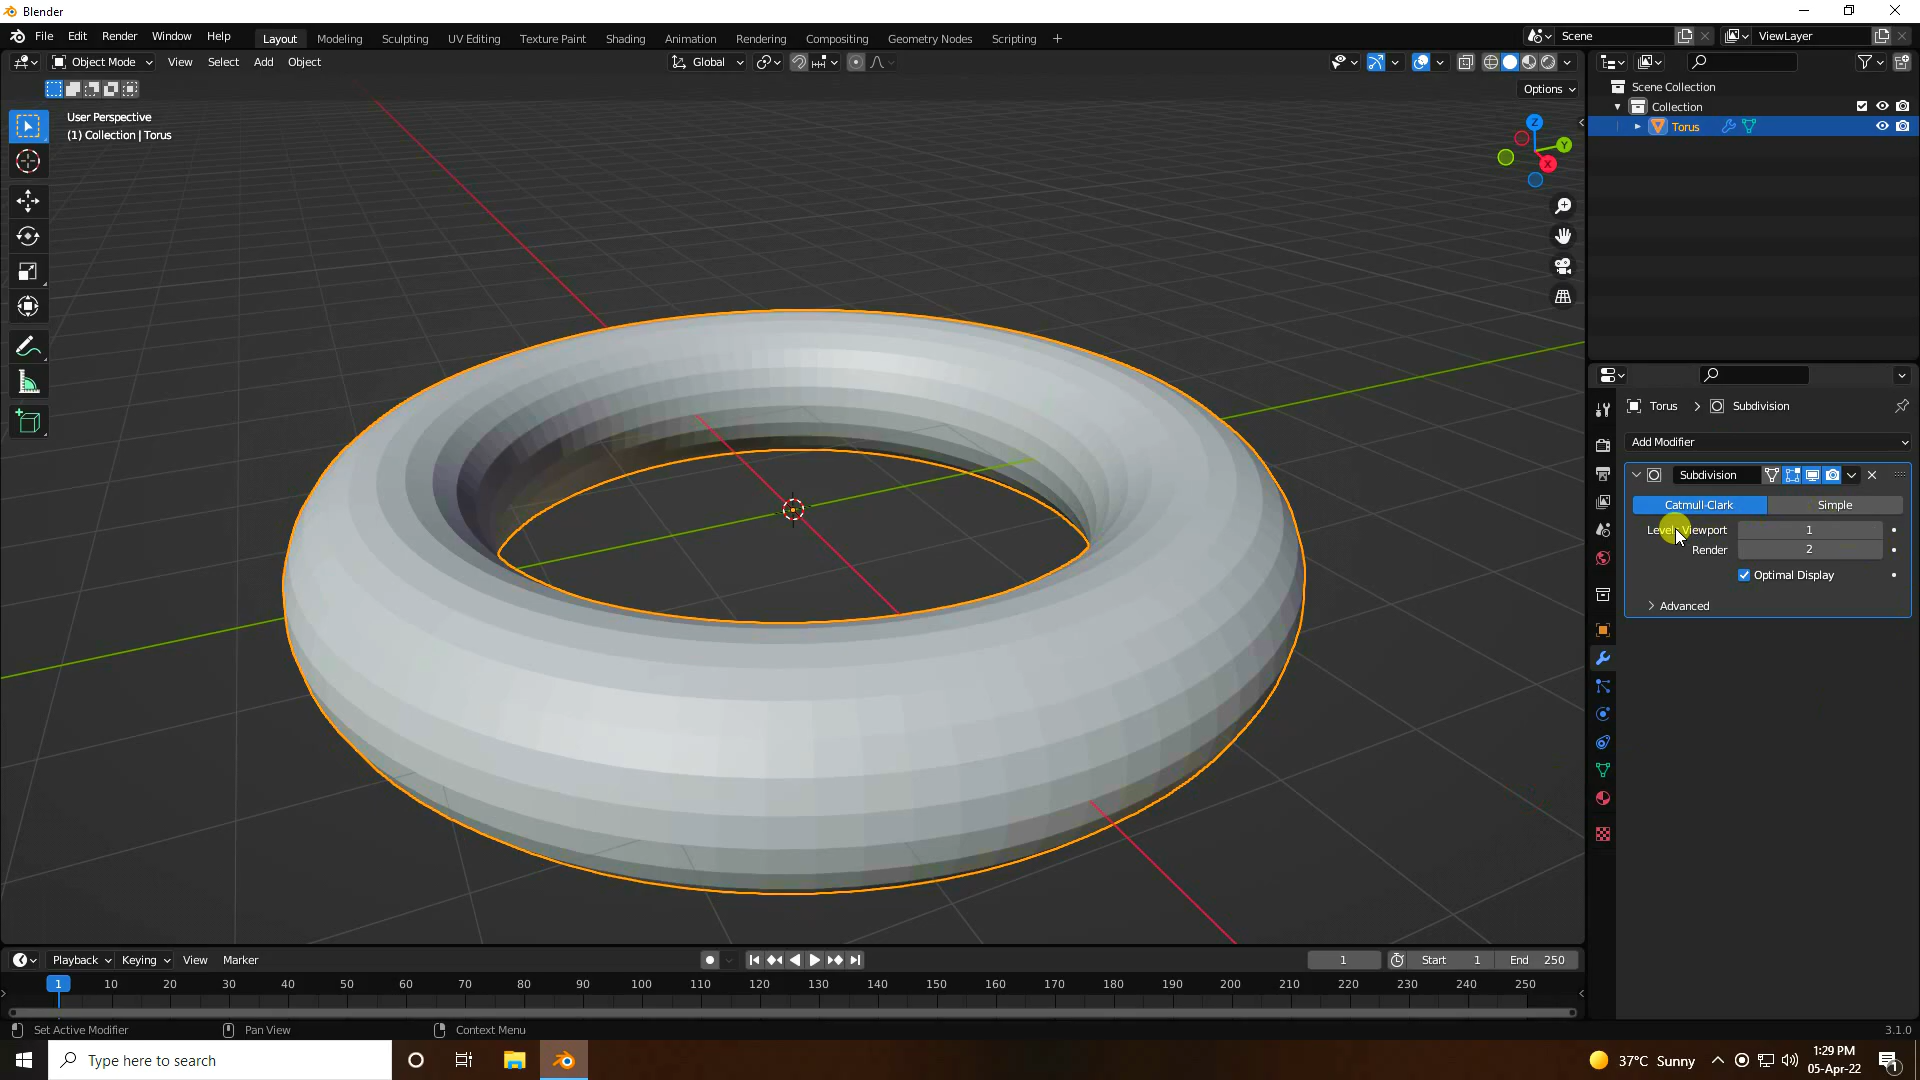 Blender
File Edit Render Window Help Layout Modeling Sculpting UV Editing Texture Paint Shading Animation Rendering Compositing Geometry Nodes Scripting + Scene ViewLayer
Object Mode View Select Add Object Global
Options
User Perspective
(1) Collection | Torus
Z
Y
X
Scene Collection
Collection
Torus
Torus > Subdivision
Add Modifier
Subdivision
Catmull-Clark Simple
Levels Viewport 1
Render 2
Optimal Display
Advanced
Playback Keying View Marker 1 Start 1 End 250
1 10 20 30 40 50 60 70 80 90 100 110 120 130 140 150 160 170 180 190 200 210 220 230 240 250
Set Active Modifier Pan View Context Menu 3.1.0
Type here to search
37°C Sunny
1:29 PM
05-Apr-22
1